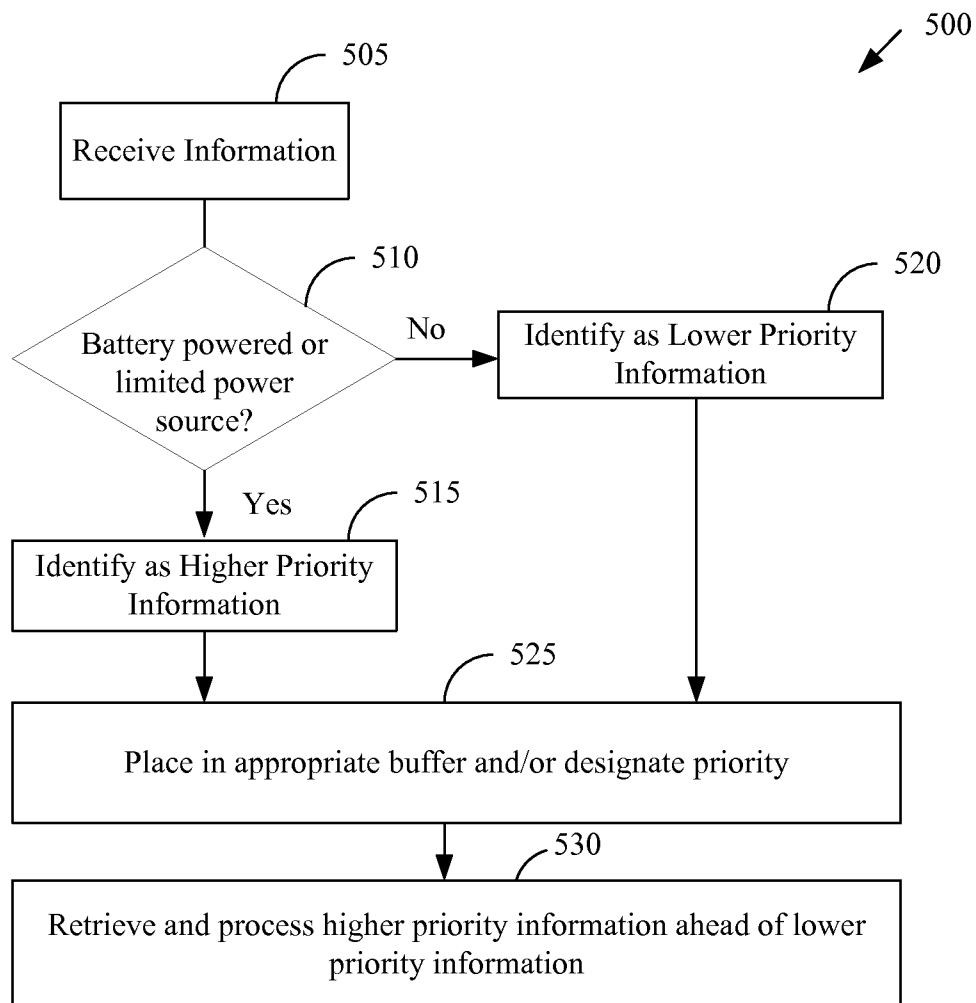 500
505
Receive Information
510
Battery powered or
limited power
source?
No
520
Identify as Lower Priority
Information
Yes
515
Identify as Higher Priority
Information
525
Place in appropriate buffer and/or designate priority
530
Retrieve and process higher priority information ahead of lower
priority information